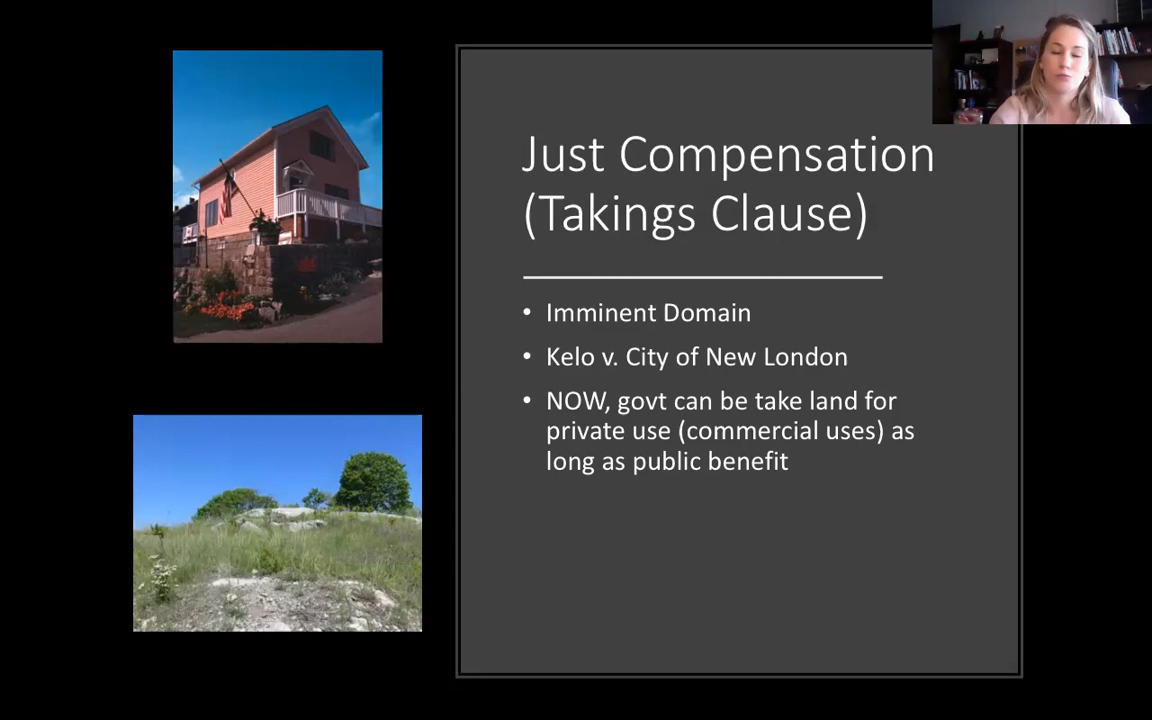 Just Compensation
(Takings Clause)
• Imminent Domain
• Kelo v. City of New London
• NOW, govt can be take land for
private use (commercial uses) as
long as public benefit